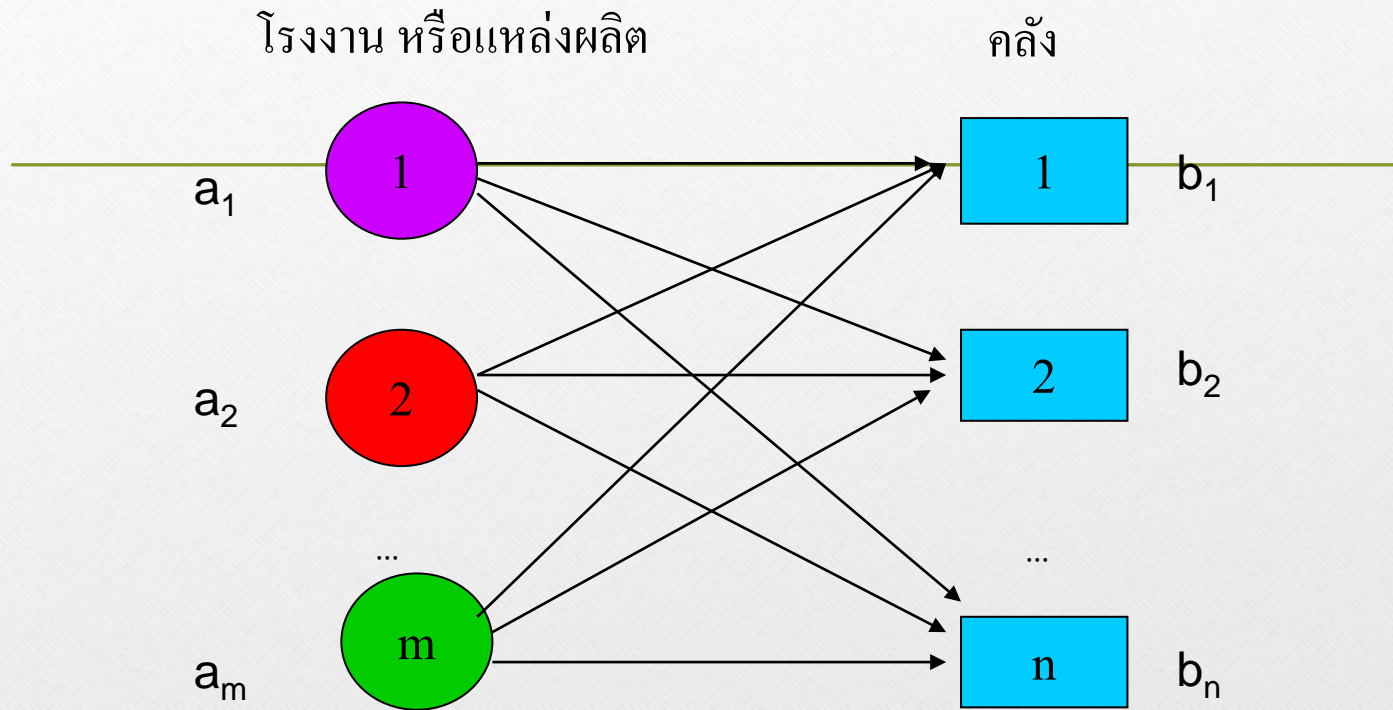 โรงงาน หรือแหล่งผลิต คลัง
a₁ 1 1 b₁
a₂ 2 2 b₂
... ...
aₘ m n bₙ